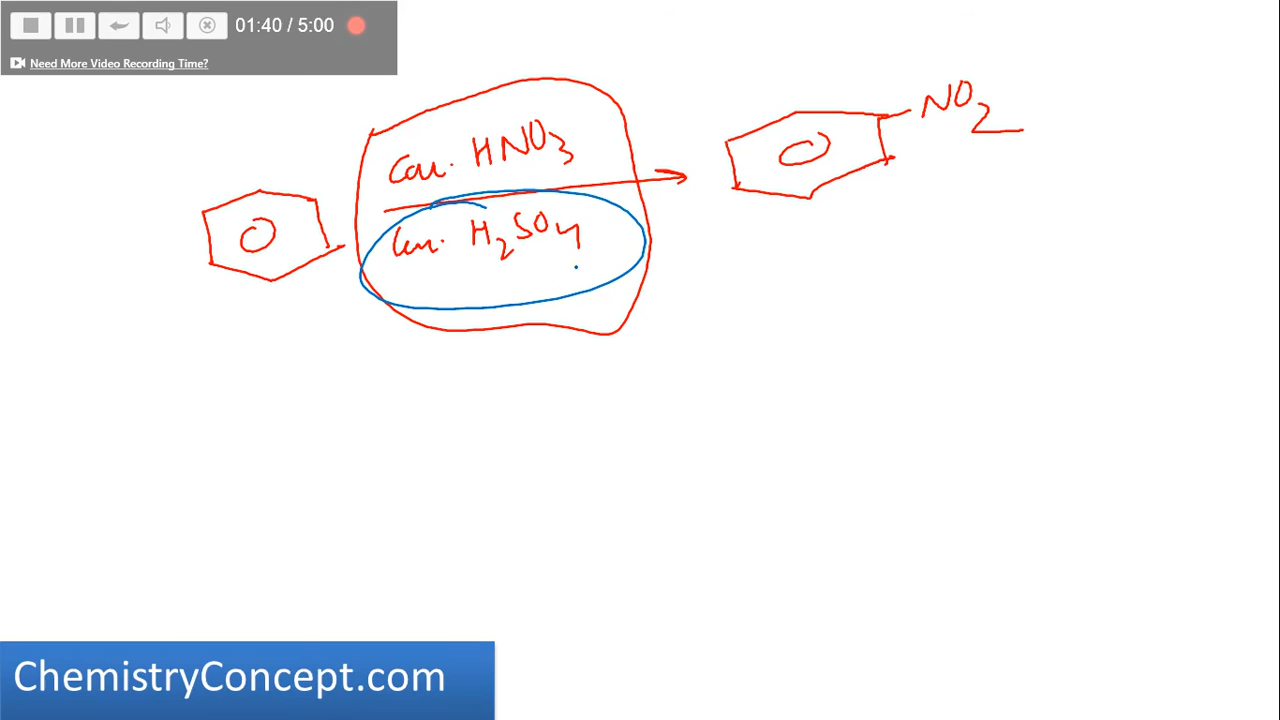 01:40 / 5:00
Need More Video Recording Time?
Con. HNO3
Con. H2SO4
NO2
ChemistryConcept.com